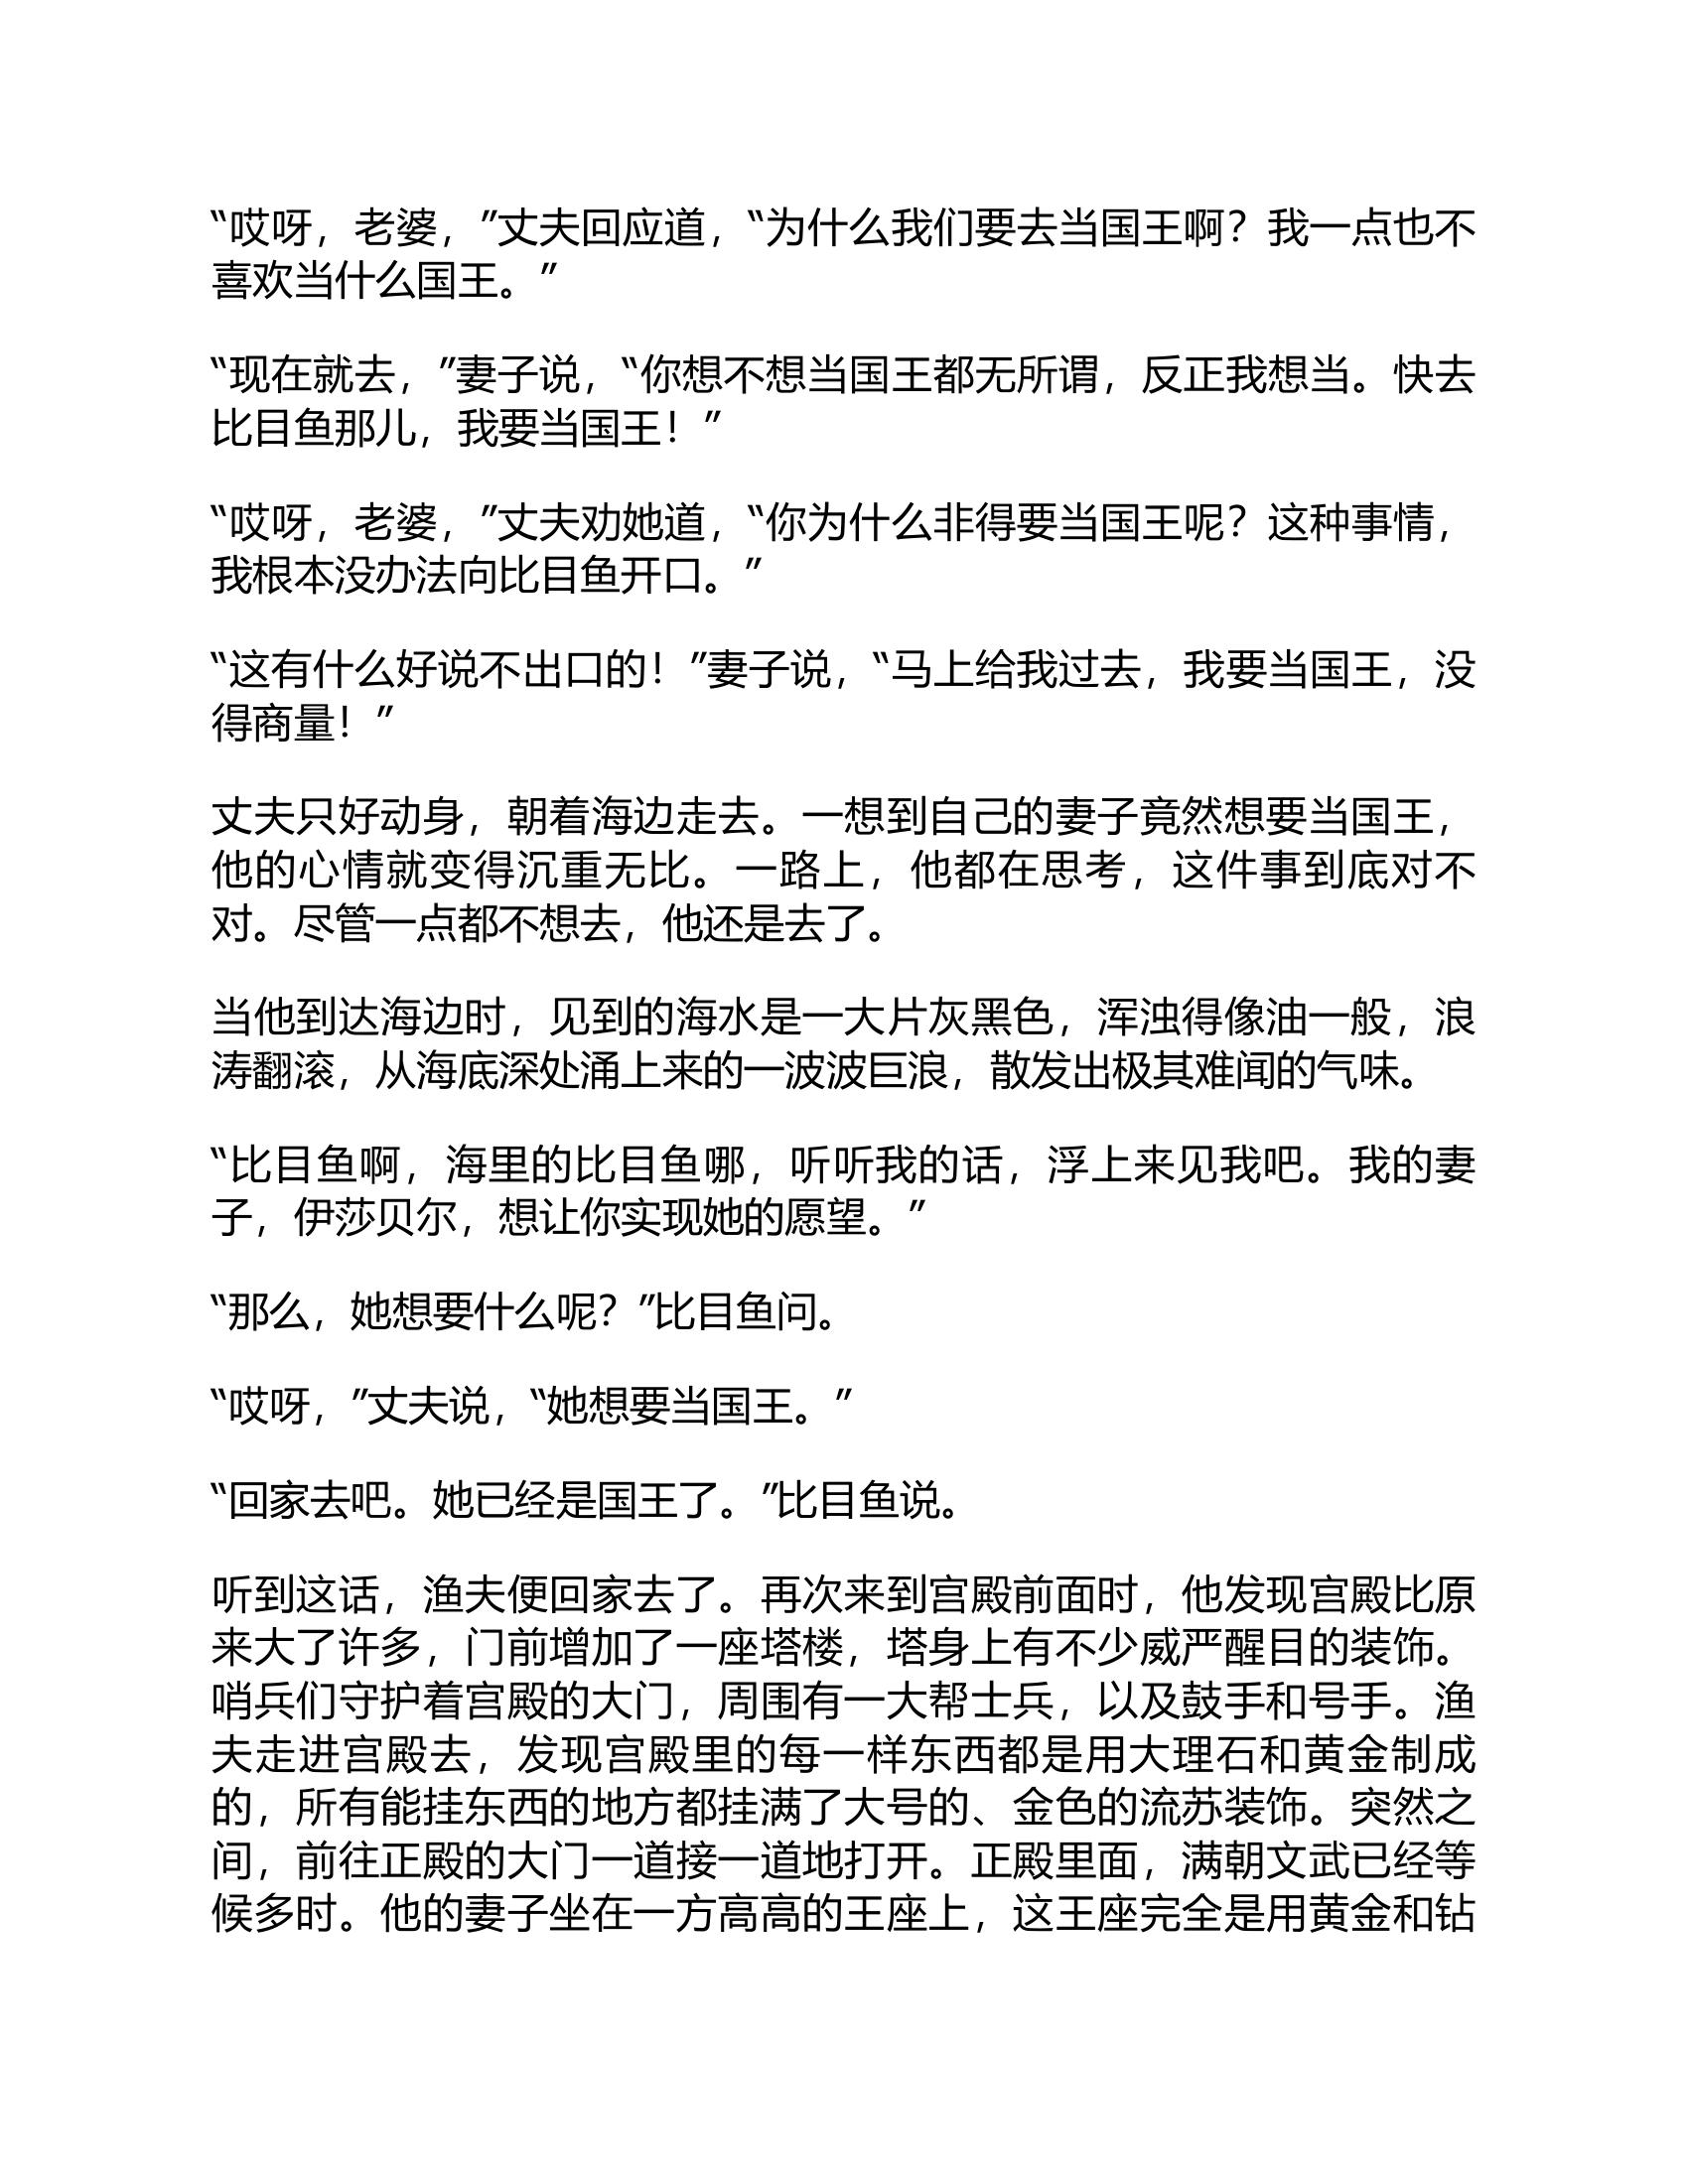 “哎呀，老婆，”丈夫回应道，“为什么我们要去当国王啊？我一点也不
喜欢当什么国王。”
“现在就去，”妻子说，“你想不想当国王都无所谓，反正我想当。快去
比目鱼那儿，我要当国王！”
“哎呀，老婆，”丈夫劝她道，“你为什么非得要当国王呢？这种事情，
我根本没办法向比目鱼开口。”
“这有什么好说不出口的！”妻子说，“马上给我过去，我要当国王，没
得商量！”
丈夫只好动身，朝着海边走去。一想到自己的妻子竟然想要当国王，
他的心情就变得沉重无比。一路上，他都在思考，这件事到底对不
对。尽管一点都不想去，他还是去了。
当他到达海边时，见到的海水是一大片灰黑色，浑浊得像油一般，浪
涛翻滚，从海底深处涌上来的一波波巨浪，散发出极其难闻的气味。
“比目鱼啊，海里的比目鱼哪，听听我的话，浮上来见我吧。我的妻
子，伊莎贝尔，想让你实现她的愿望。”
“那么，她想要什么呢？”比目鱼问。
“哎呀，”丈夫说，“她想要当国王。”
“回家去吧。她已经是国王了。”比目鱼说。
听到这话，渔夫便回家去了。再次来到宫殿前面时，他发现宫殿比原
来大了许多，门前增加了一座塔楼，塔身上有不少威严醒目的装饰。
哨兵们守护着宫殿的大门，周围有一大帮士兵，以及鼓手和号手。渔
夫走进宫殿去，发现宫殿里的每一样东西都是用大理石和黄金制成
的，所有能挂东西的地方都挂满了大号的、金色的流苏装饰。突然之
间，前往正殿的大门一道接一道地打开。正殿里面，满朝文武已经等
候多时。他的妻子坐在一方高高的王座上，这王座完全是用黄金和钻